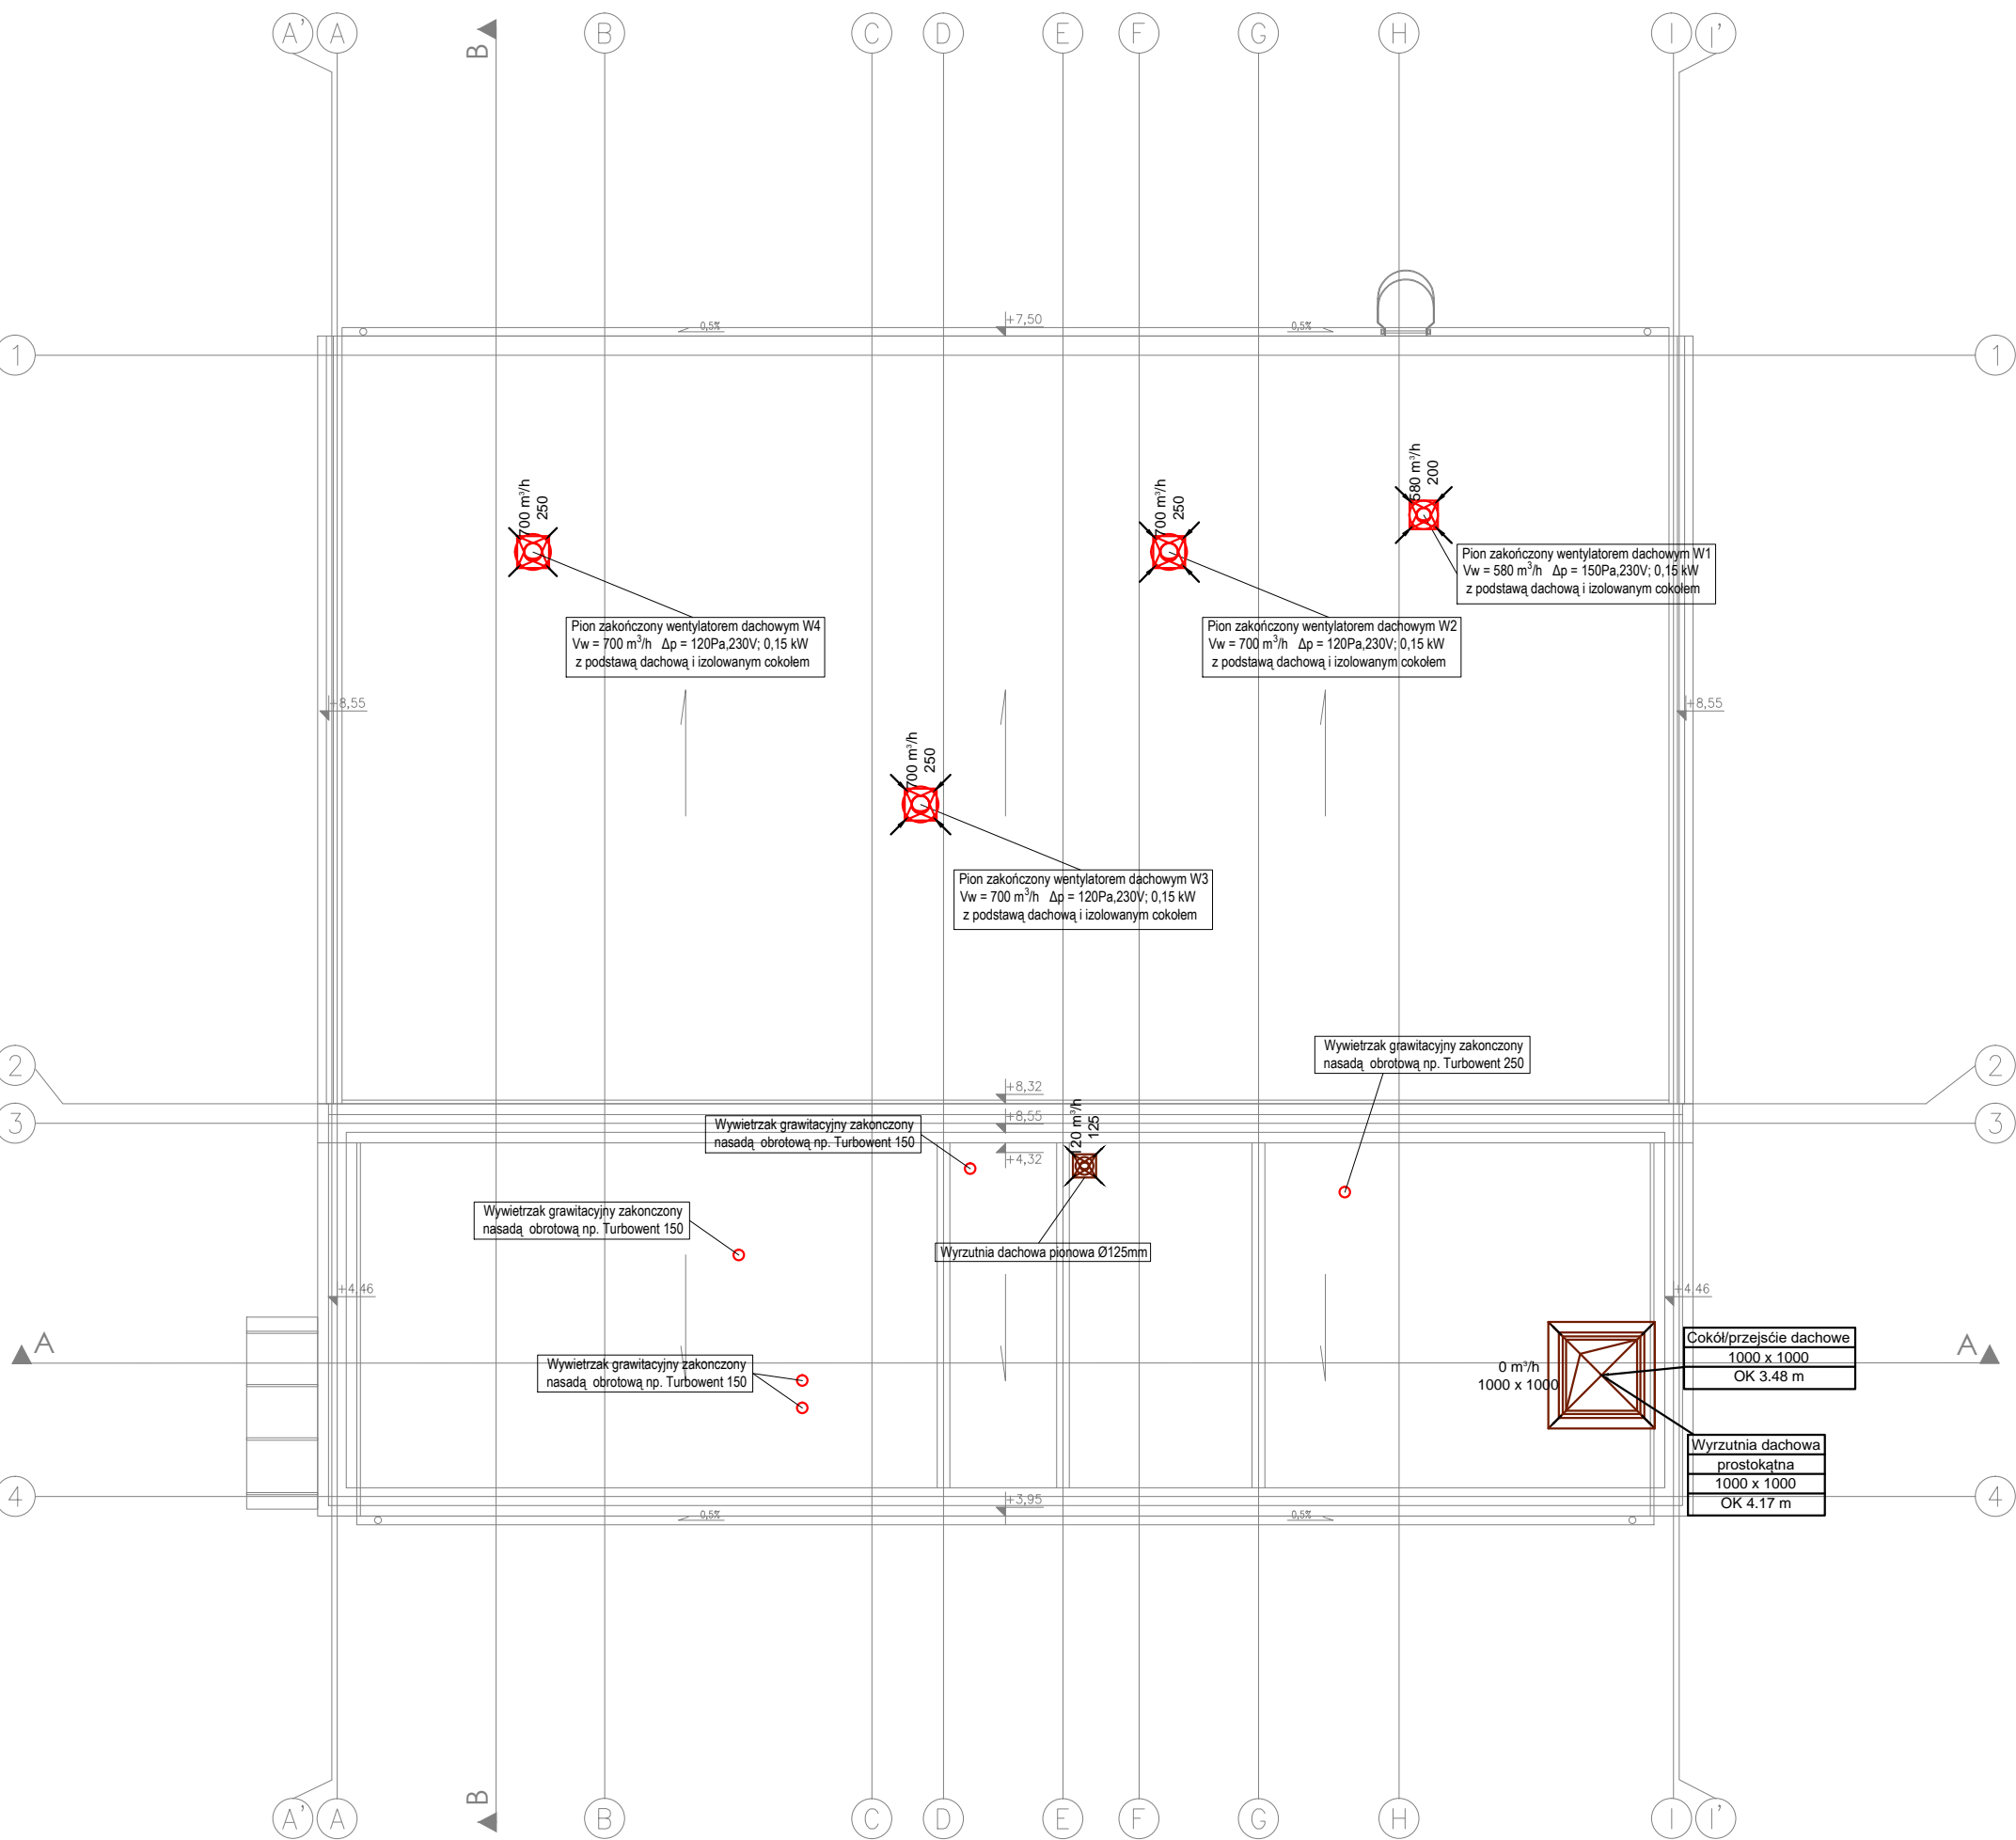 A' A B B C D E F G H I I'
0,5% +7,50 0,5%
1 1
700 m³/h
250
700 m³/h
250
580 m³/h
200
Pion zakończony wentylatorem dachowym W1
Vw = 580 m³/h Δp = 150Pa,230V; 0,15 kW
z podstawą dachową i izolowanym cokołem
Pion zakończony wentylatorem dachowym W4
Vw = 700 m³/h Δp = 120Pa,230V; 0,15 kW
z podstawą dachową i izolowanym cokołem
Pion zakończony wentylatorem dachowym W2
Vw = 700 m³/h Δp = 120Pa,230V; 0,15 kW
z podstawą dachową i izolowanym cokołem
+8,55 +8,55
700 m³/h
250
Pion zakończony wentylatorem dachowym W3
Vw = 700 m³/h Δp = 120Pa,230V; 0,15 kW
z podstawą dachową i izolowanym cokołem
Wywietrzak grawitacyjny zakonczony
nasadą obrotową np. Turbowent 250
2 2
+8,32
3 3
+8,55
120 m³/h
125
Wywietrzak grawitacyjny zakonczony
nasadą obrotową np. Turbowent 150
+4,32
Wywietrzak grawitacyjny zakonczony
nasadą obrotową np. Turbowent 150
Wyrzutnia dachowa pionowa Ø125mm
+4,46 +4,46
A A
Wywietrzak grawitacyjny zakonczony
nasadą obrotową np. Turbowent 150
0 m³/h
1000 x 1000
Cokół/przejście dachowe
1000 x 1000
OK 3.48 m
Wyrzutnia dachowa
prostokątna
1000 x 1000
OK 4.17 m
4 4
+3,95
0,5% 0,5%
A' A B B C D E F G H I I'